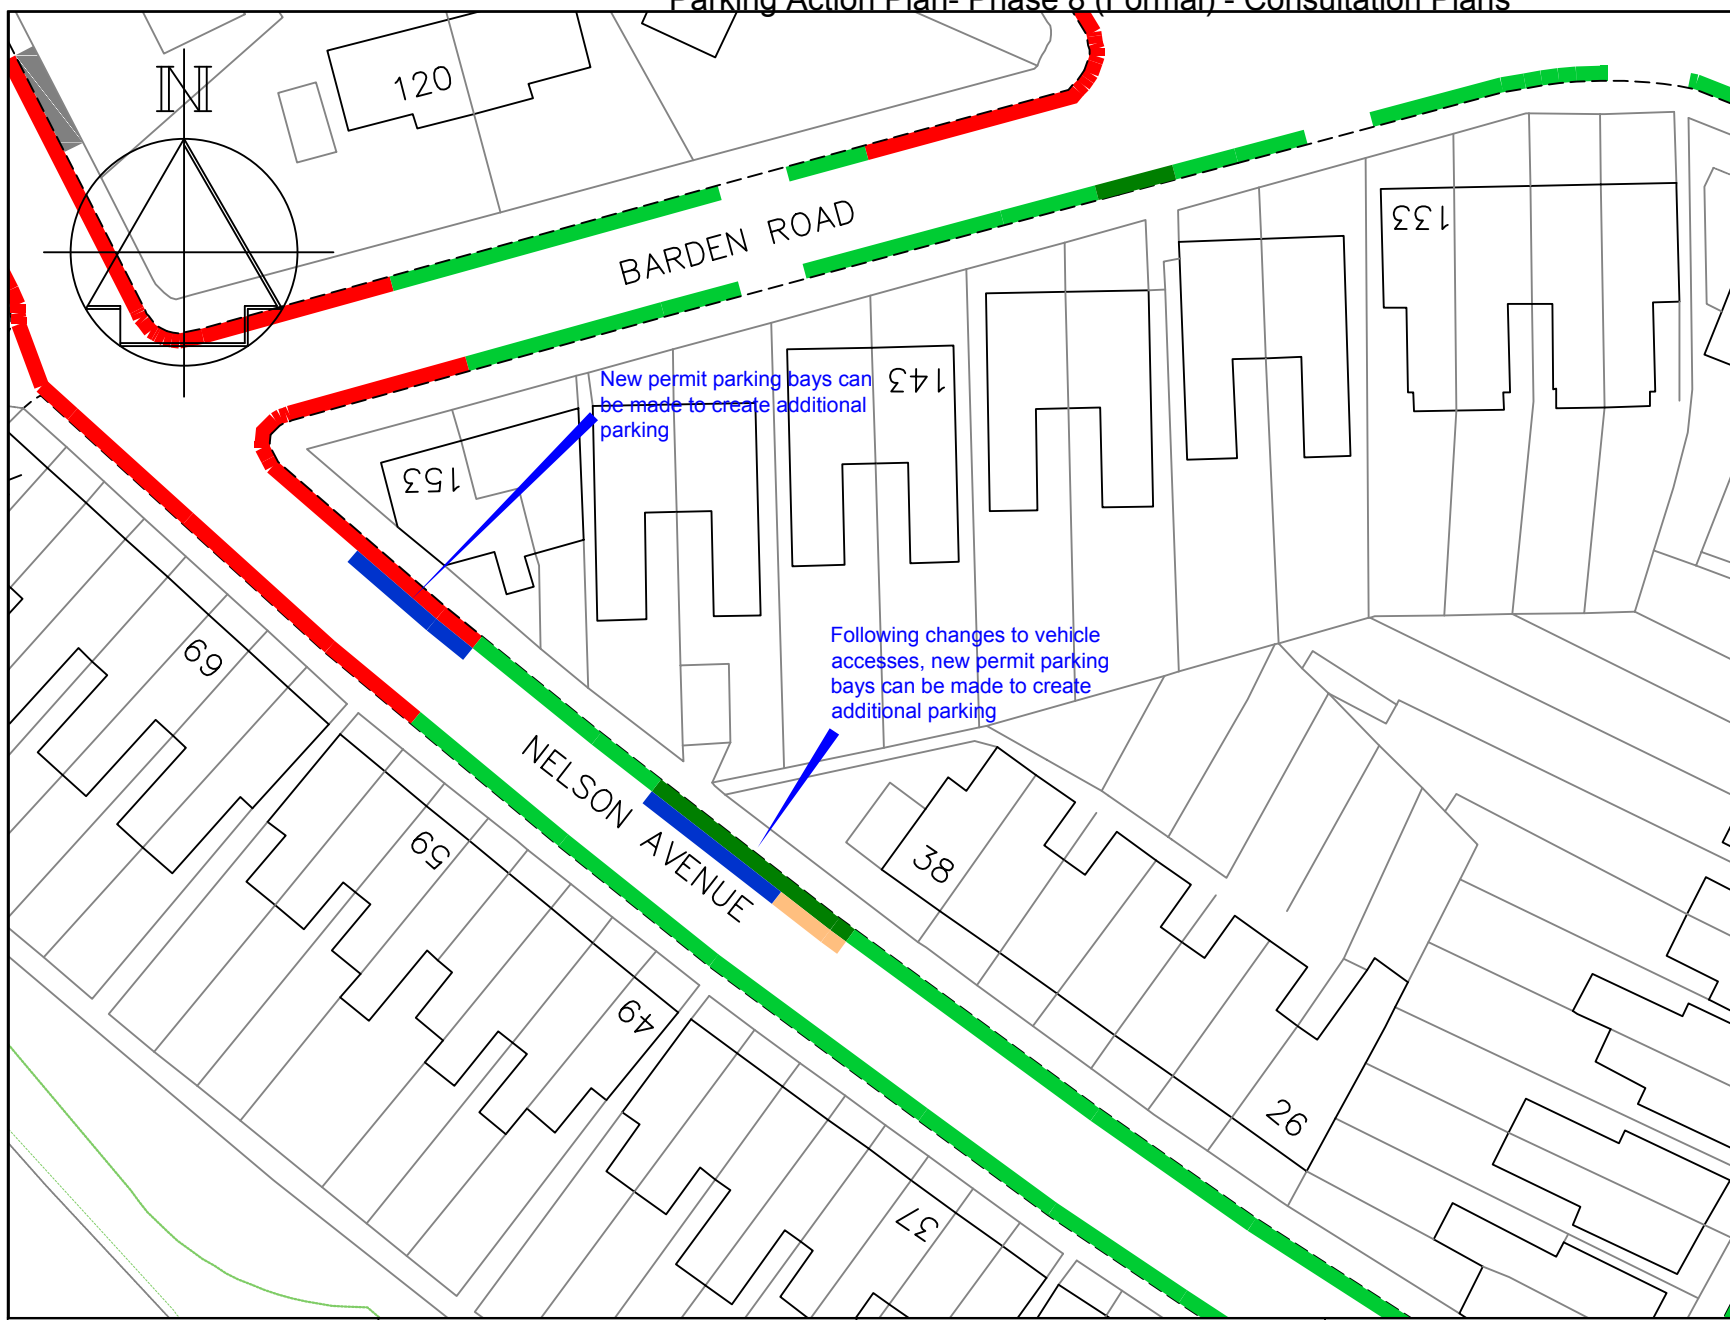 Parking Action Plan- Phase 8 (Formal) - Consultation Plans
N
120
BARDEN ROAD
133
143
153
New permit parking bays can
be made to create additional
parking
Following changes to vehicle
accesses, new permit parking
bays can be made to create
additional parking
69
59
NELSON AVENUE
38
49
26
37